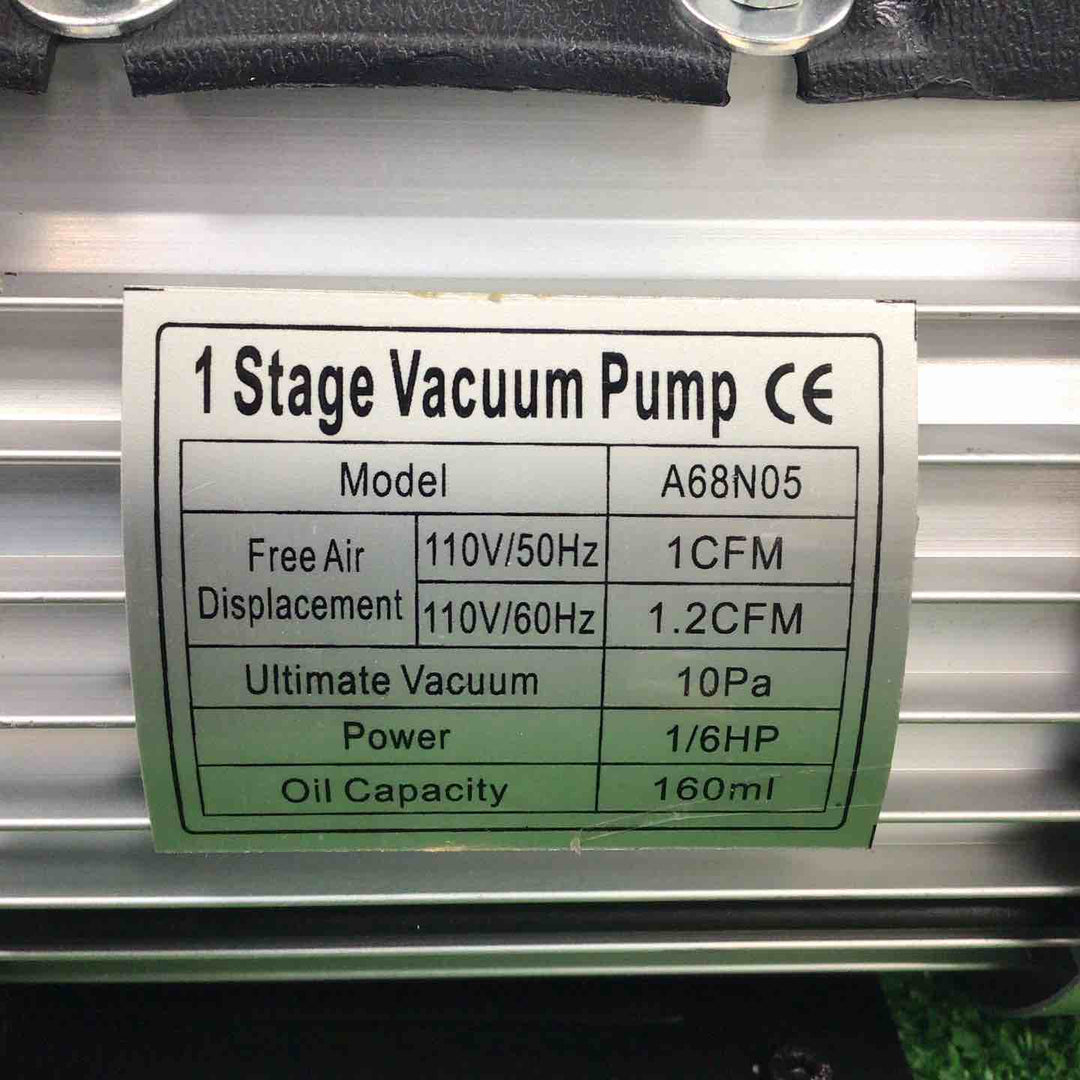 1 Stage Vacuum Pump CE
Model A68N05
Free Air Displacement 110V/50Hz 1CFM
110V/60Hz 1.2CFM
Ultimate Vacuum 10Pa
Power 1/6HP
Oil Capacity 160ml